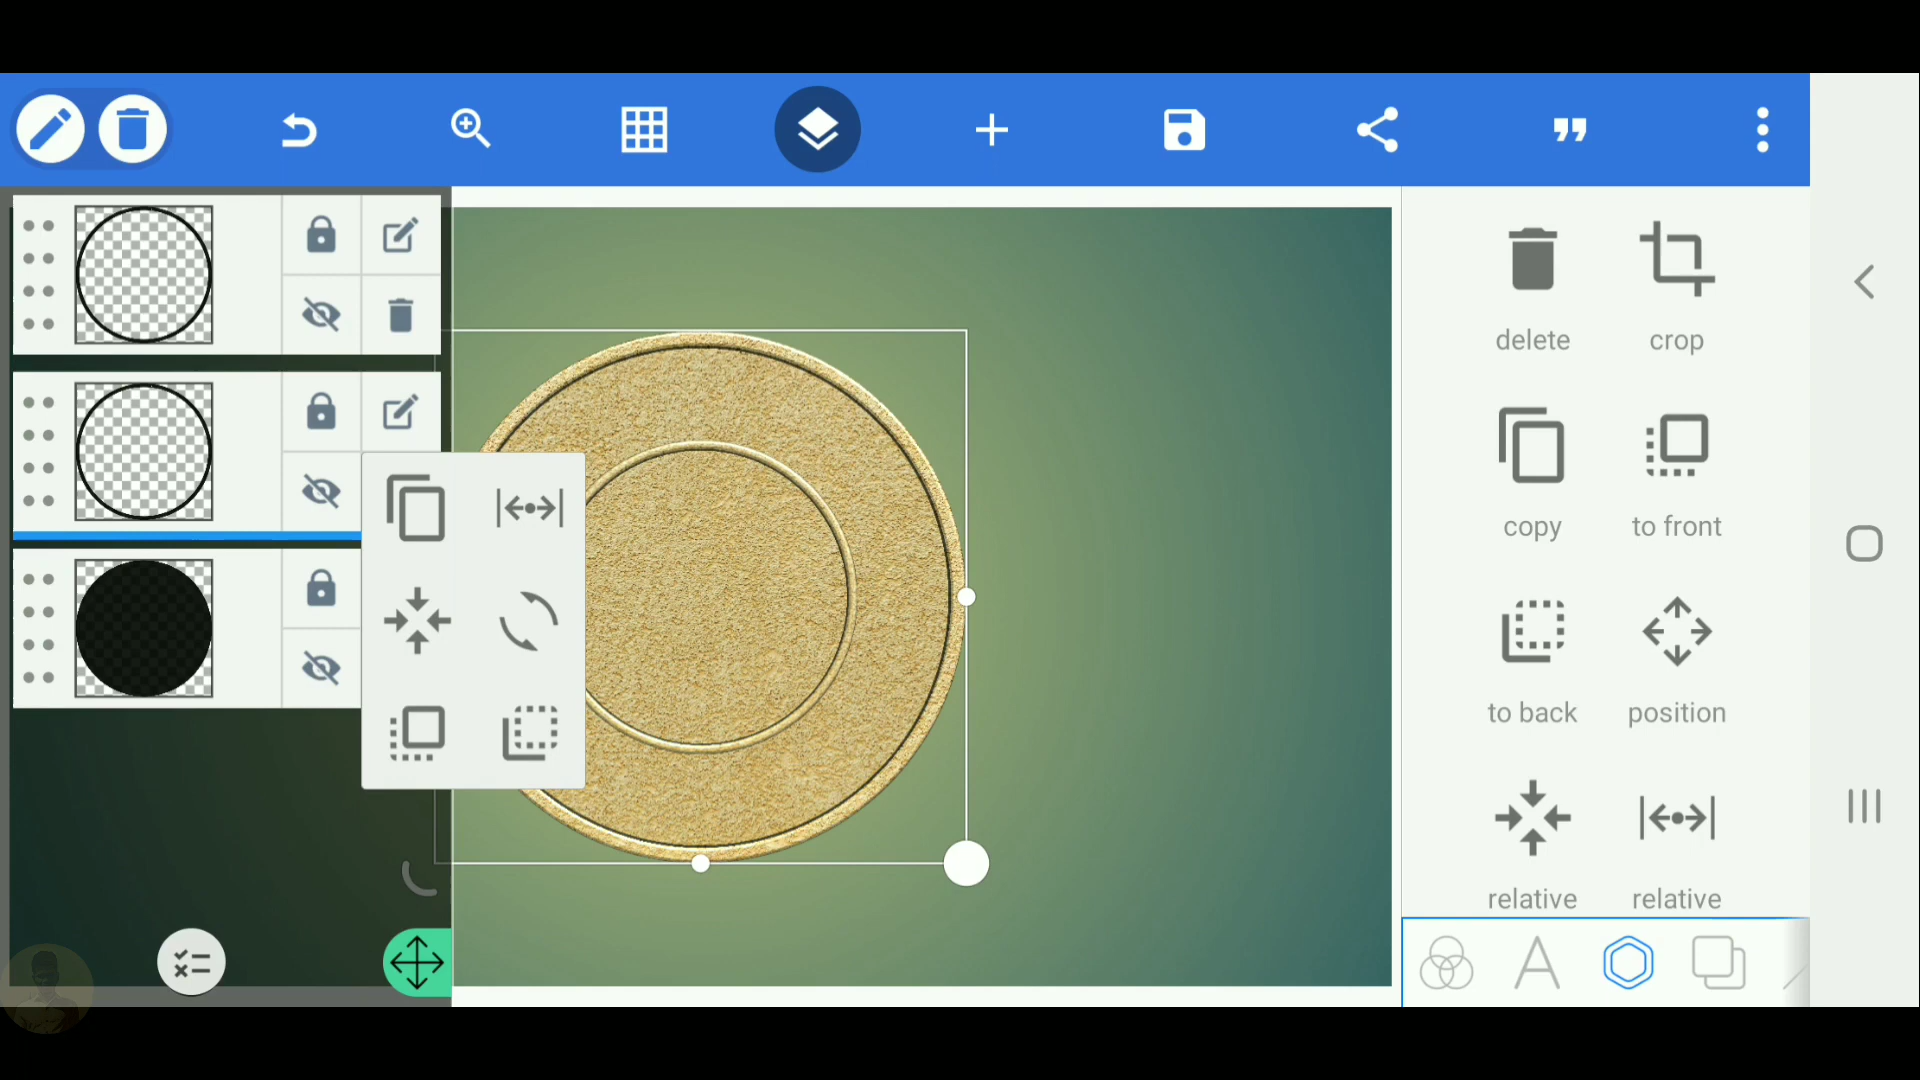 delete
crop
copy
to front
to back
position
relative
relative